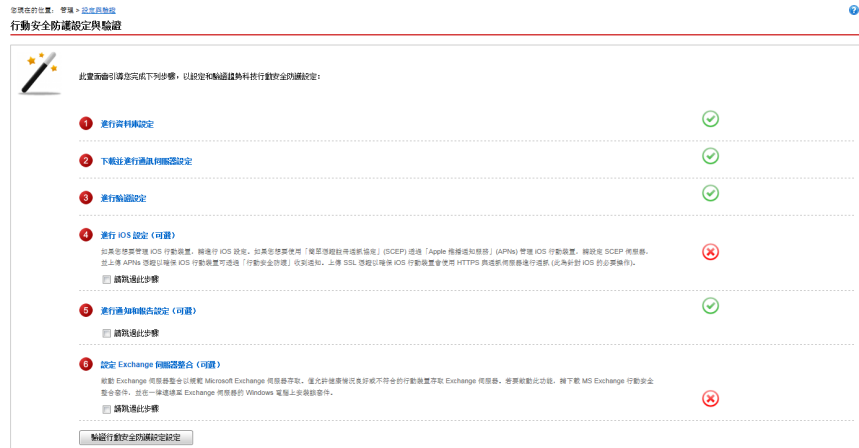 您現在的位置： 管理 > 設定與驗證
行動安全防護設定與驗證
此畫面會引導您完成下列步驟，以設定和驗證趨勢科技行動安全防護設定：
1 進行資料庫設定
2 下載並進行通訊伺服器設定
3 進行驗證設定
4 進行 iOS 設定 (可選)
如果您想要管理 iOS 行動裝置，請進行 iOS 設定。如果您想要使用「簡單憑證註冊通訊協定」(SCEP) 透過「Apple 推播通知服務」(APNs) 管理 iOS 行動裝置，請設定 SCEP 伺服器，
並上傳 APNs 憑證以確保 iOS 行動裝置可透過「行動安全防護」收到通知。上傳 SSL 憑證以確保 iOS 行動裝置會使用 HTTPS 與通訊伺服器進行通訊 (此為針對 iOS 的必要操作)。
請跳過此步驟
5 進行通知和報告設定 (可選)
請跳過此步驟
6 設定 Exchange 伺服器整合 (可選)
啟動 Exchange 伺服器整合以規範 Microsoft Exchange 伺服器存取。僅允許健康情況良好或不符合的行動裝置存取 Exchange 伺服器。若要啟動此功能，請下載 MS Exchange 行動安全
整合套件，並在一律連線至 Exchange 伺服器的 Windows 電腦上安裝該套件。
請跳過此步驟
驗證行動安全防護設定設定